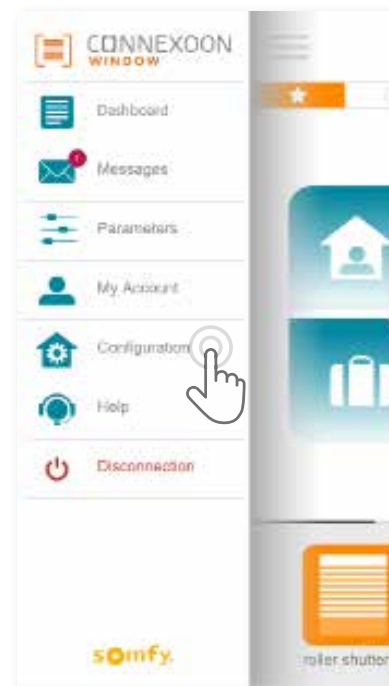 CONNEXOON
WINDOW
Dashboard
Messages
Parameters
My Account
Configuration
Help
Disconnection
somfy.
roller shutter